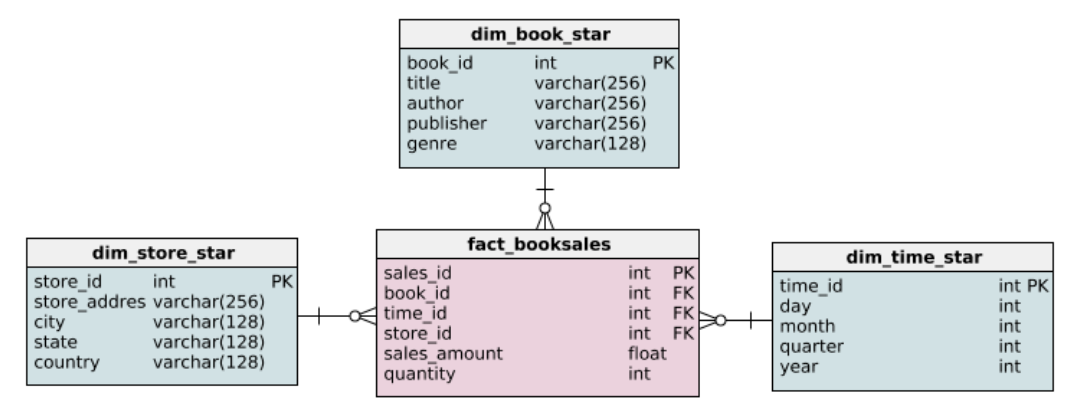 dim_book_star
book_id int PK
title varchar(256)
author varchar(256)
publisher varchar(256)
genre varchar(128)
dim_store_star
store_id int PK
store_addres varchar(256)
city varchar(128)
state varchar(128)
country varchar(128)
fact_booksales
sales_id int PK
book_id int FK
time_id int FK
store_id int FK
sales_amount float
quantity int
dim_time_star
time_id int PK
day int
month int
quarter int
year int